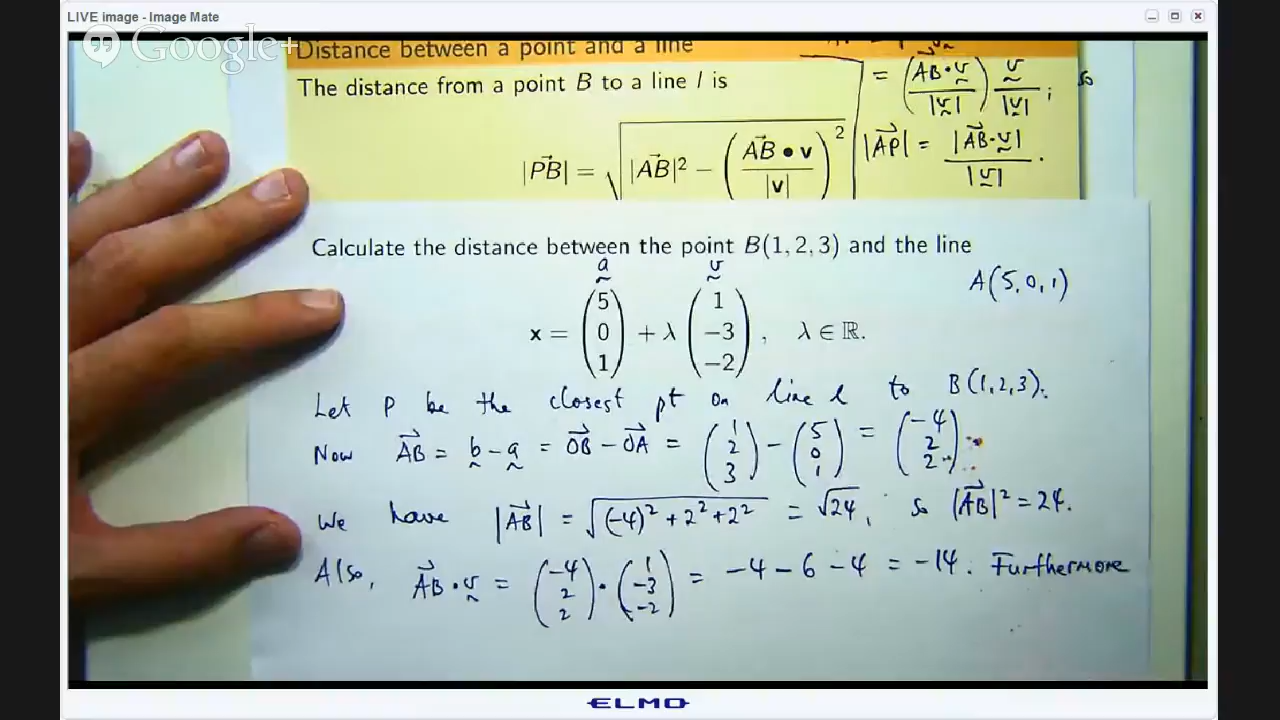 LIVE image - Image Mate
Google+
Distance between a point and a line
The distance from a point B to a line l is
|PB⃗| = √(|AB⃗|² − (AB⃗ • v / |v|)²)
= (AB⃗·v / |v|) v / |v| ; so
|AP⃗| = |AB⃗·v| / |v| .
Calculate the distance between the point B(1, 2, 3) and the line
a v
x = (5 0 1) + λ (1 −3 −2) , λ ∈ ℝ.
A(5,0,1)
Let P be the closest pt on line l to B(1,2,3).
Now AB⃗ = b − a = OB⃗ − OA⃗ = (1 2 3) − (5 0 1) = (−4 2 2)
We have |AB⃗| = √((-4)² + 2² + 2²) = √24, so |AB⃗|² = 24.
Also, AB⃗·v = (−4 2 2) · (1 −3 −2) = −4 − 6 − 4 = −14. Furthermore
ELMO